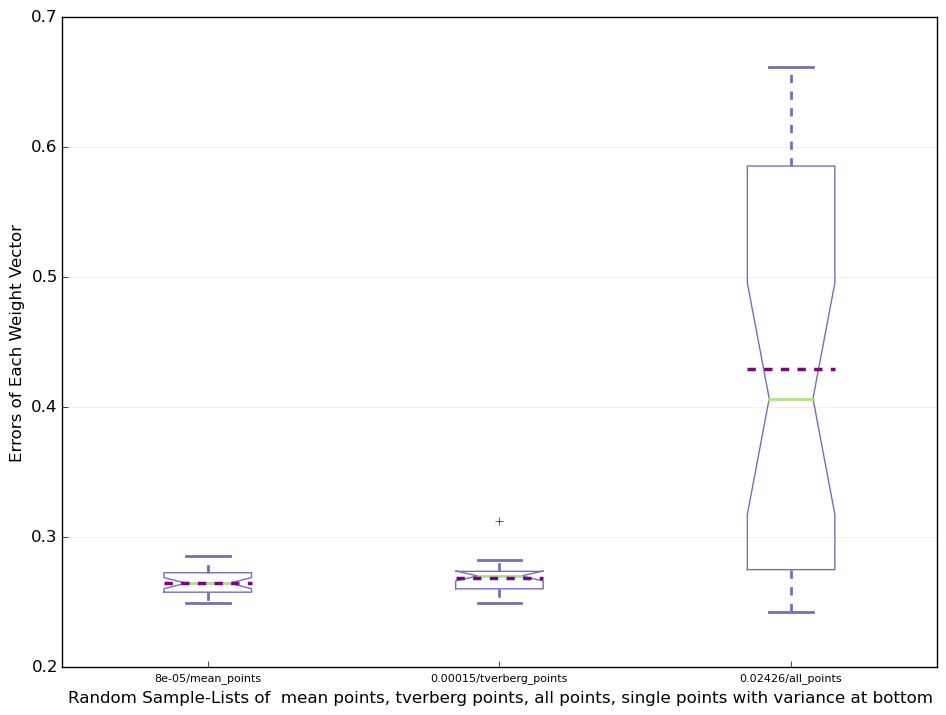 0.7
0.6
0.5
0.4
0.3
0.2
Errors of Each Weight Vector
8e-05/mean_points
0.00015/tverberg_points
0.02426/all_points
Random Sample-Lists of  mean points, tverberg points, all points, single points with variance at bottom